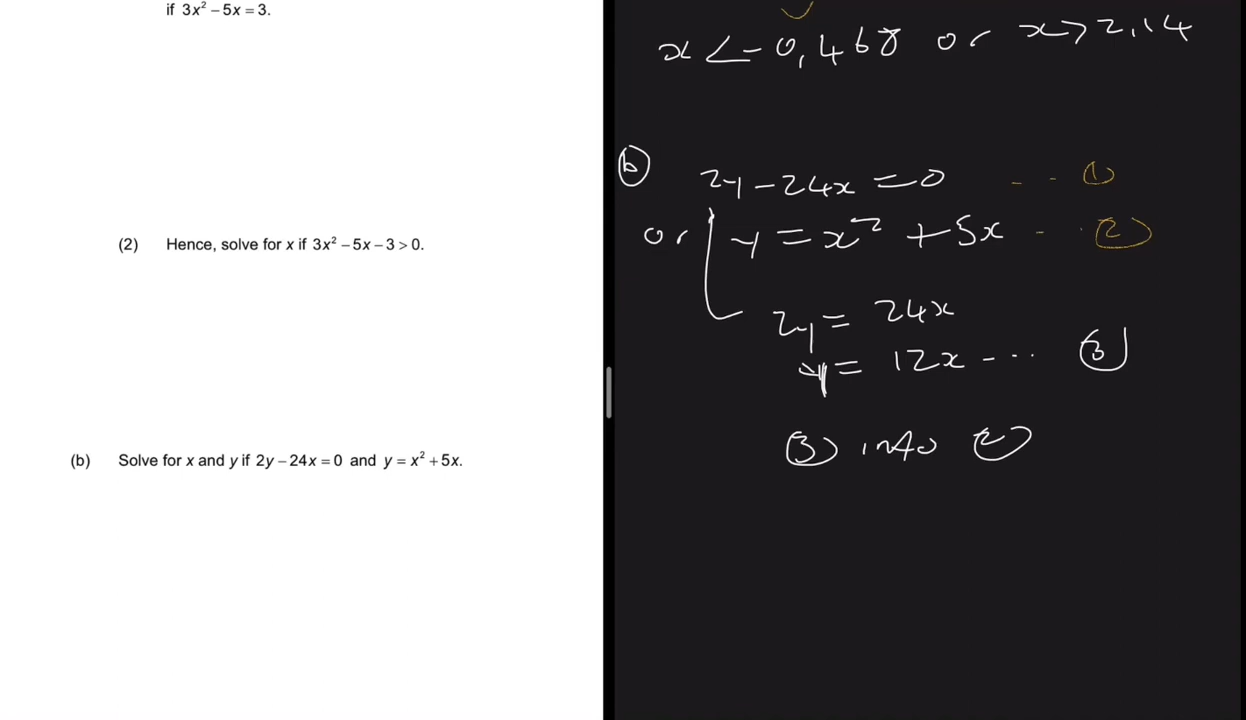 if 3x² – 5x = 3.
(2) Hence, solve for x if 3x² – 5x – 3 > 0.
(b) Solve for x and y if 2y – 24x = 0 and y = x² + 5x.
x < – 0,468 or x > 2,14
(b) 2y – 24x = 0 - - (1)
or y = x² + 5x - - (2)
2y = 24x
y = 12x - ... (3)
(3) into (2)